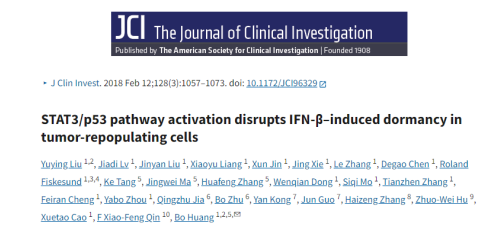 JCI The Journal of Clinical Investigation
Published by The American Society for Clinical Investigation | Founded 1908
‣ J Clin Invest. 2018 Feb 12;128(3):1057–1073. doi: 10.1172/JCI96329
STAT3/p53 pathway activation disrupts IFN-β–induced dormancy in
tumor-repopulating cells
Yuying Liu 1,2, Jiadi Lv 1, Jinyan Liu 1, Xiaoyu Liang 1, Xun Jin 1, Jing Xie 1, Le Zhang 1, Degao Chen 1, Roland
Fiskesund 1,3,4, Ke Tang 5, Jingwei Ma 5, Huafeng Zhang 5, Wenqian Dong 1, Siqi Mo 1, Tianzhen Zhang 1,
Feiran Cheng 1, Yabo Zhou 1, Qingzhu Jia 6, Bo Zhu 6, Yan Kong 7, Jun Guo 7, Haizeng Zhang 8, Zhuo-Wei Hu 9,
Xuetao Cao 1, F Xiao-Feng Qin 10, Bo Huang 1,2,5,✉